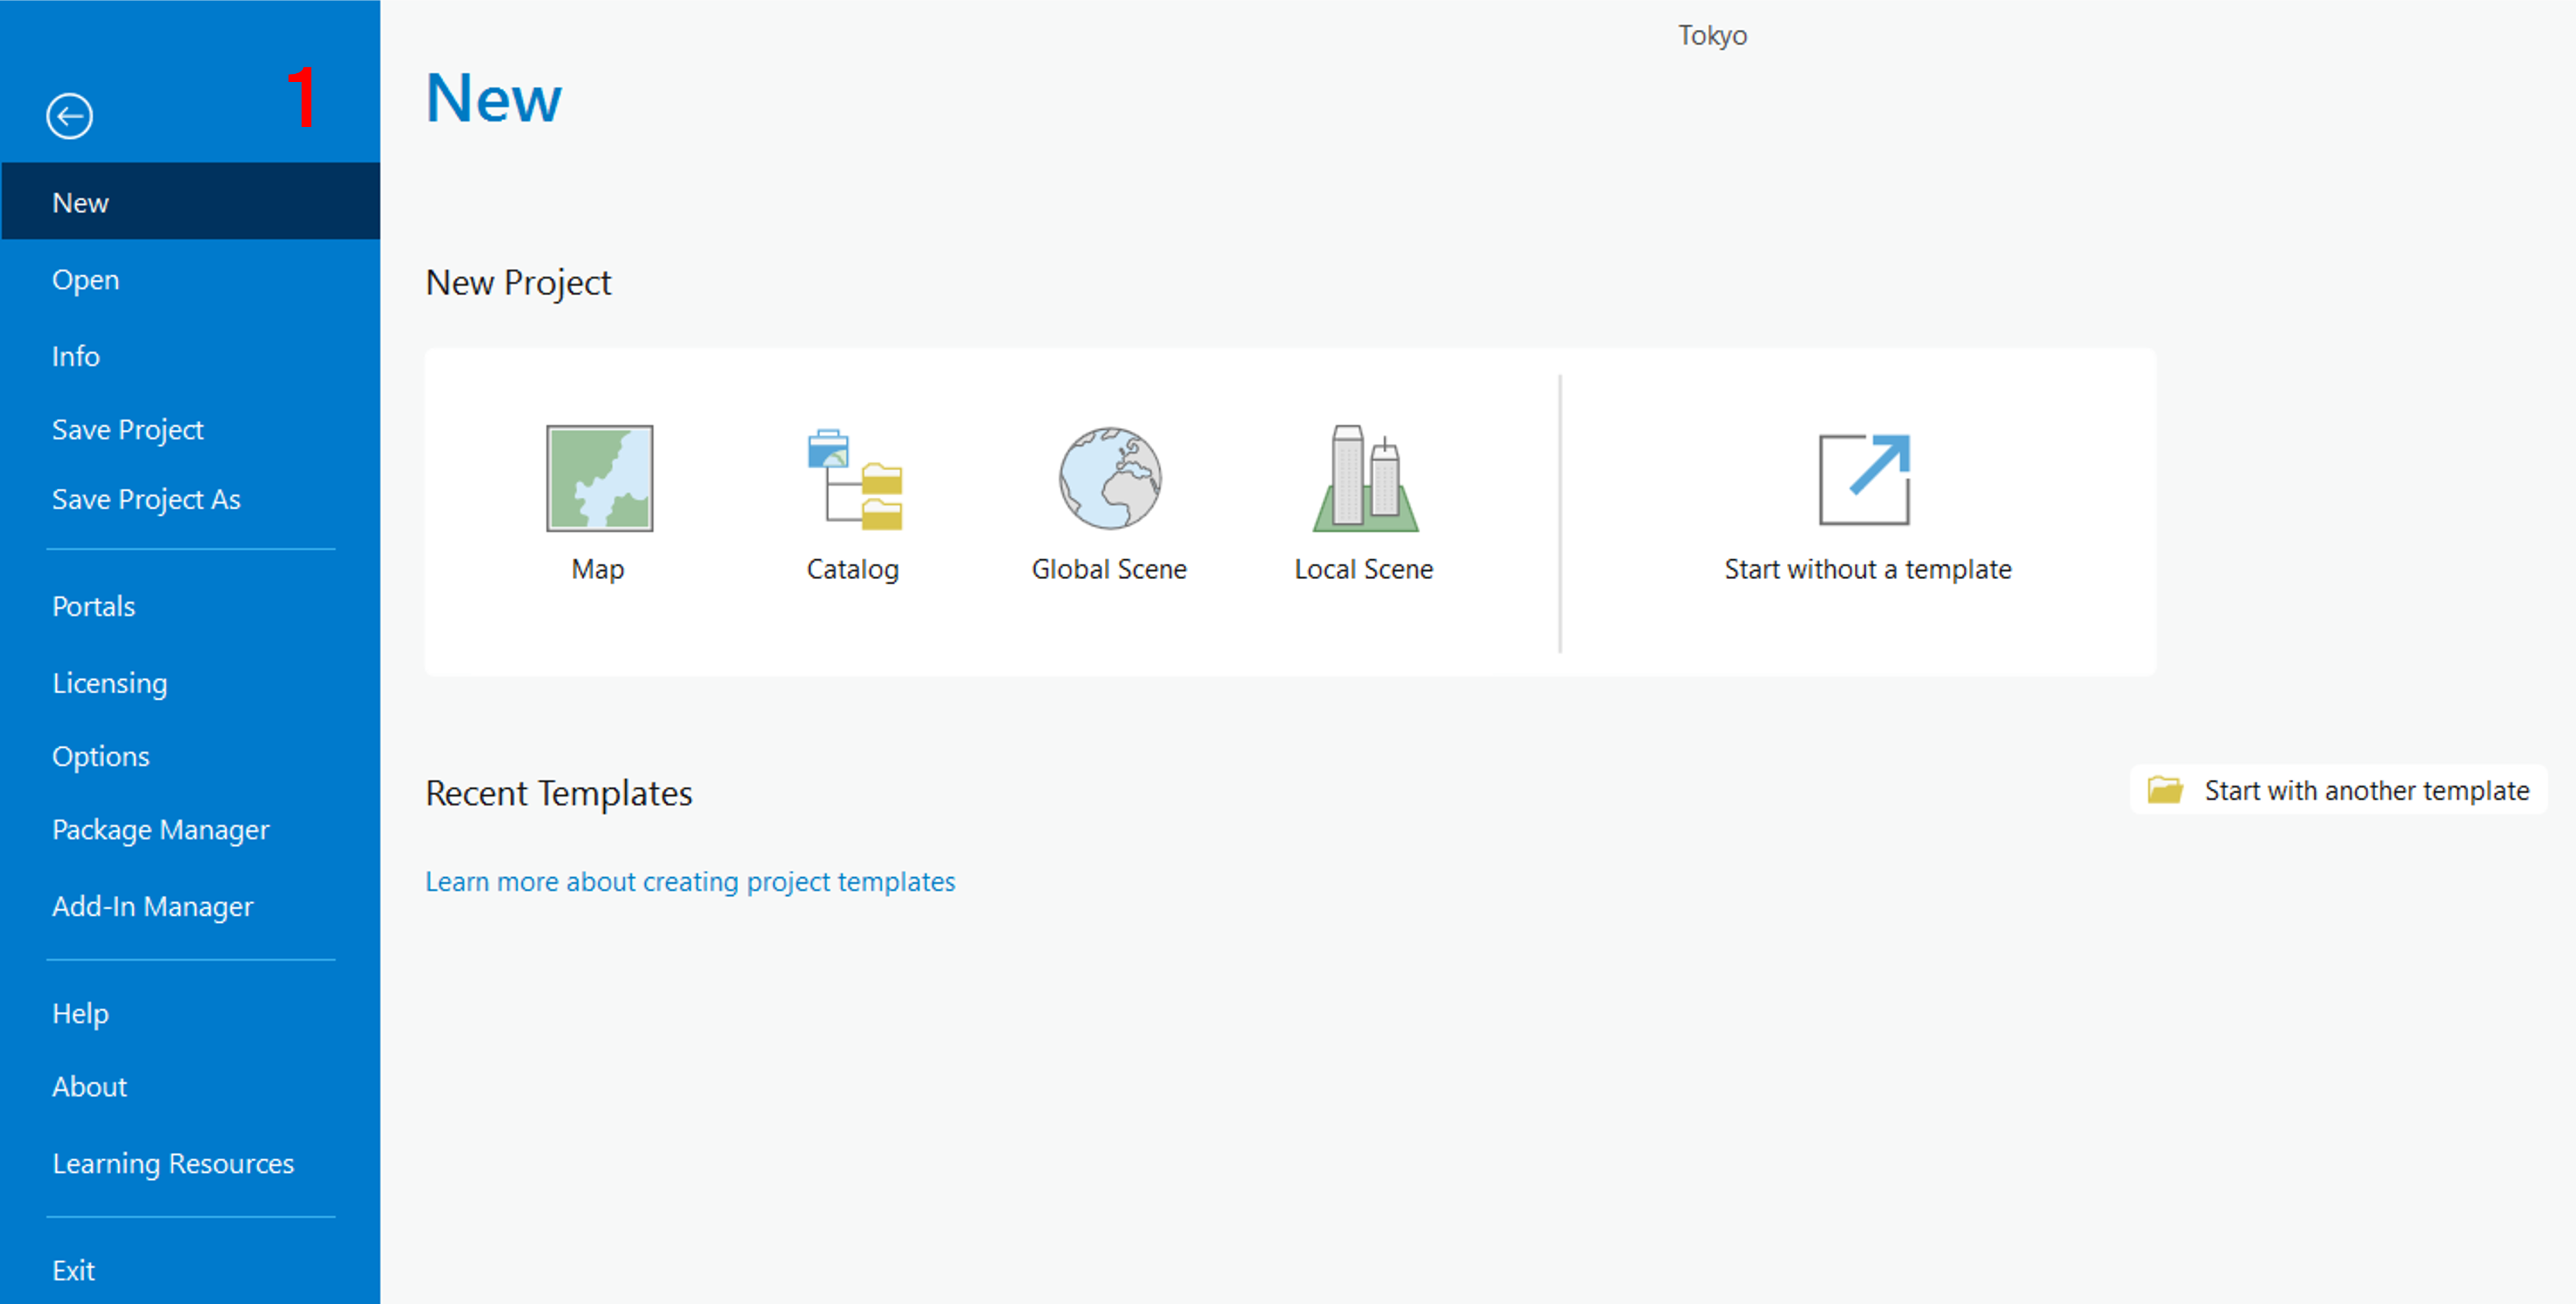 Tokyo
1
New
Open
Info
Save Project
Save Project As
Portals
Licensing
Options
Package Manager
Add-In Manager
Help
About
Learning Resources
Exit
New
New Project
Map
Catalog
Global Scene
Local Scene
Start without a template
Recent Templates
Start with another template
Learn more about creating project templates